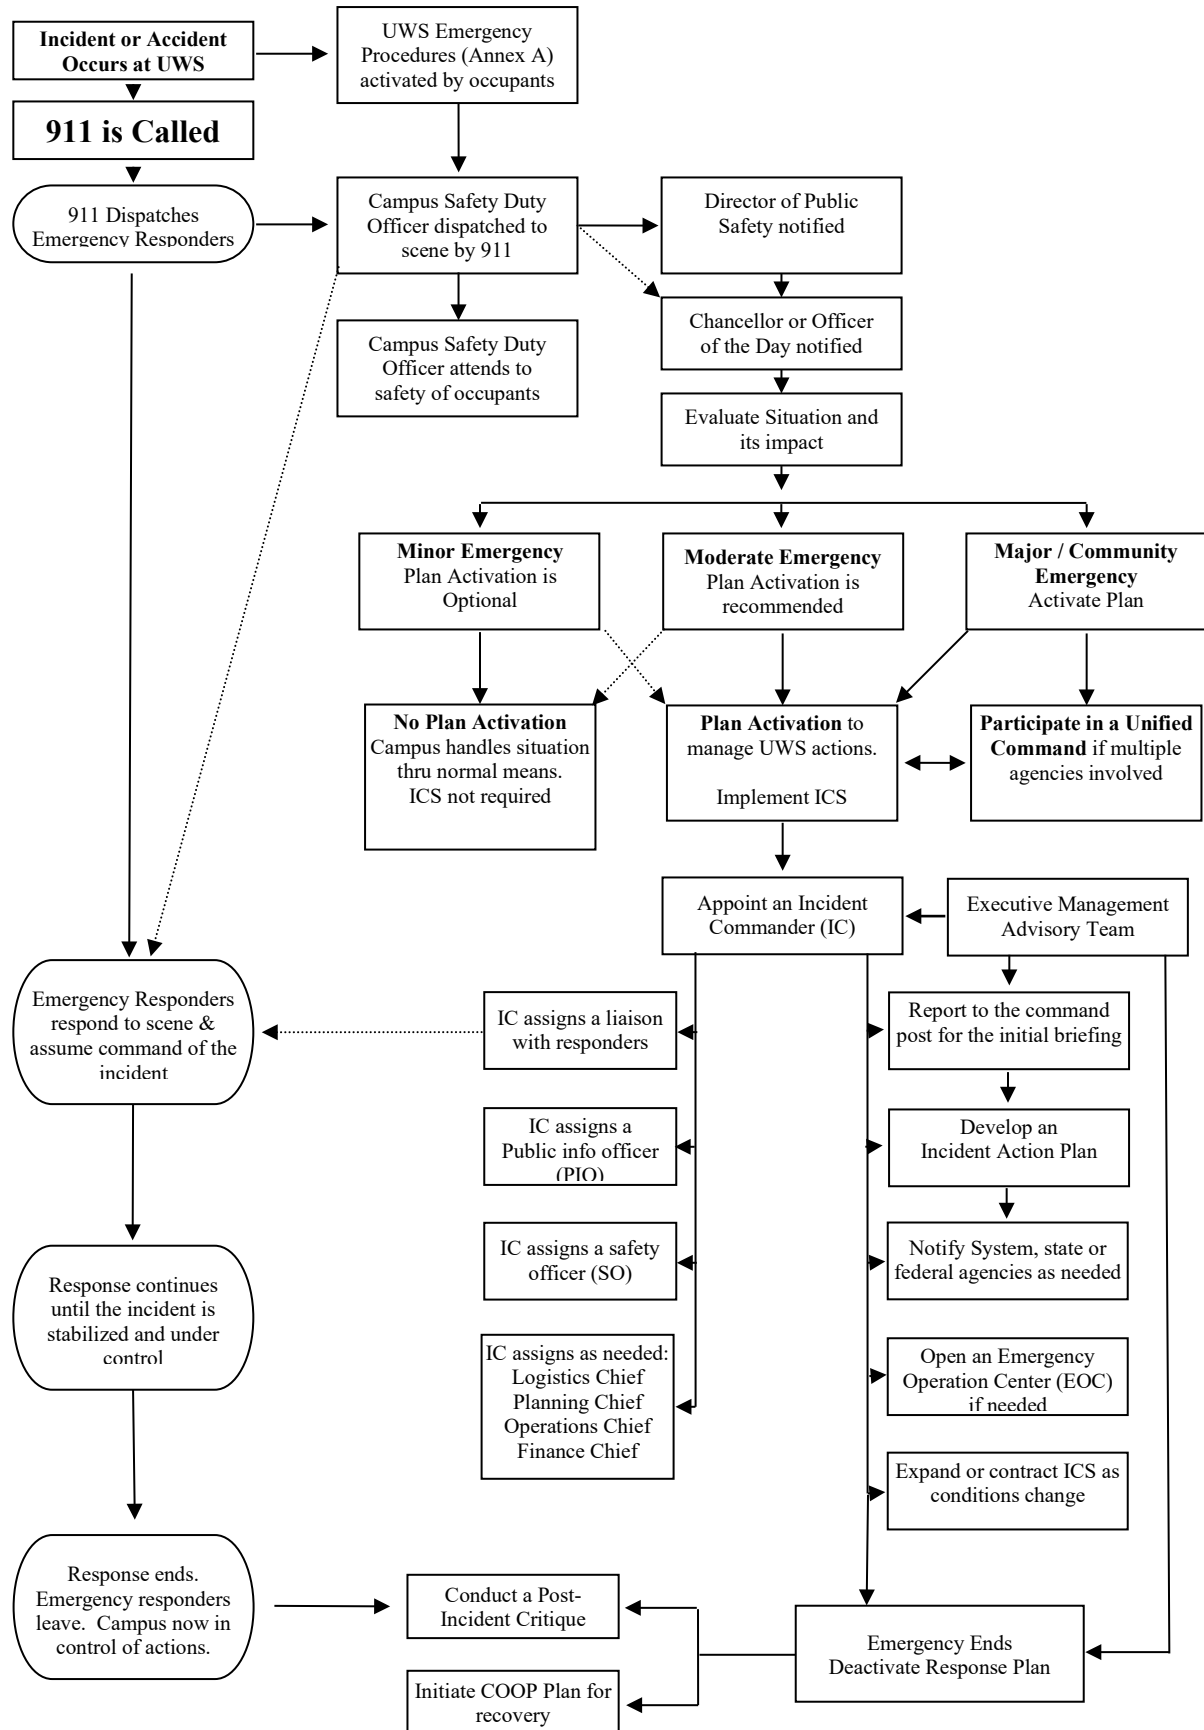 Incident or Accident
Occurs at UWS
UWS Emergency
Procedures (Annex A)
activated by occupants
911 is Called
911 Dispatches
Emergency Responders
Campus Safety Duty
Officer dispatched to
scene by 911
Director of Public
Safety notified
Chancellor or Officer
of the Day notified
Campus Safety Duty
Officer attends to
safety of occupants
Evaluate Situation and
its impact
Minor Emergency
Plan Activation is
Optional
Moderate Emergency
Plan Activation is
recommended
Major / Community
Emergency
Activate Plan
No Plan Activation
Campus handles situation
thru normal means.
ICS not required
Plan Activation to
manage UWS actions.
Implement ICS
Participate in a Unified
Command if multiple
agencies involved
Appoint an Incident
Commander (IC)
Executive Management
Advisory Team
Emergency Responders
respond to scene &
assume command of the
incident
IC assigns a liaison
with responders
Report to the command
post for the initial briefing
IC assigns a
Public info officer
(PIO)
Develop an
Incident Action Plan
IC assigns a safety
officer (SO)
Notify System, state or
federal agencies as needed
Response continues
until the incident is
stabilized and under
control
IC assigns as needed:
Logistics Chief
Planning Chief
Operations Chief
Finance Chief
Open an Emergency
Operation Center (EOC)
if needed
Expand or contract ICS as
conditions change
Response ends.
Emergency responders
leave.  Campus now in
control of actions.
Conduct a Post-
Incident Critique
Emergency Ends
Deactivate Response Plan
Initiate COOP Plan for
recovery